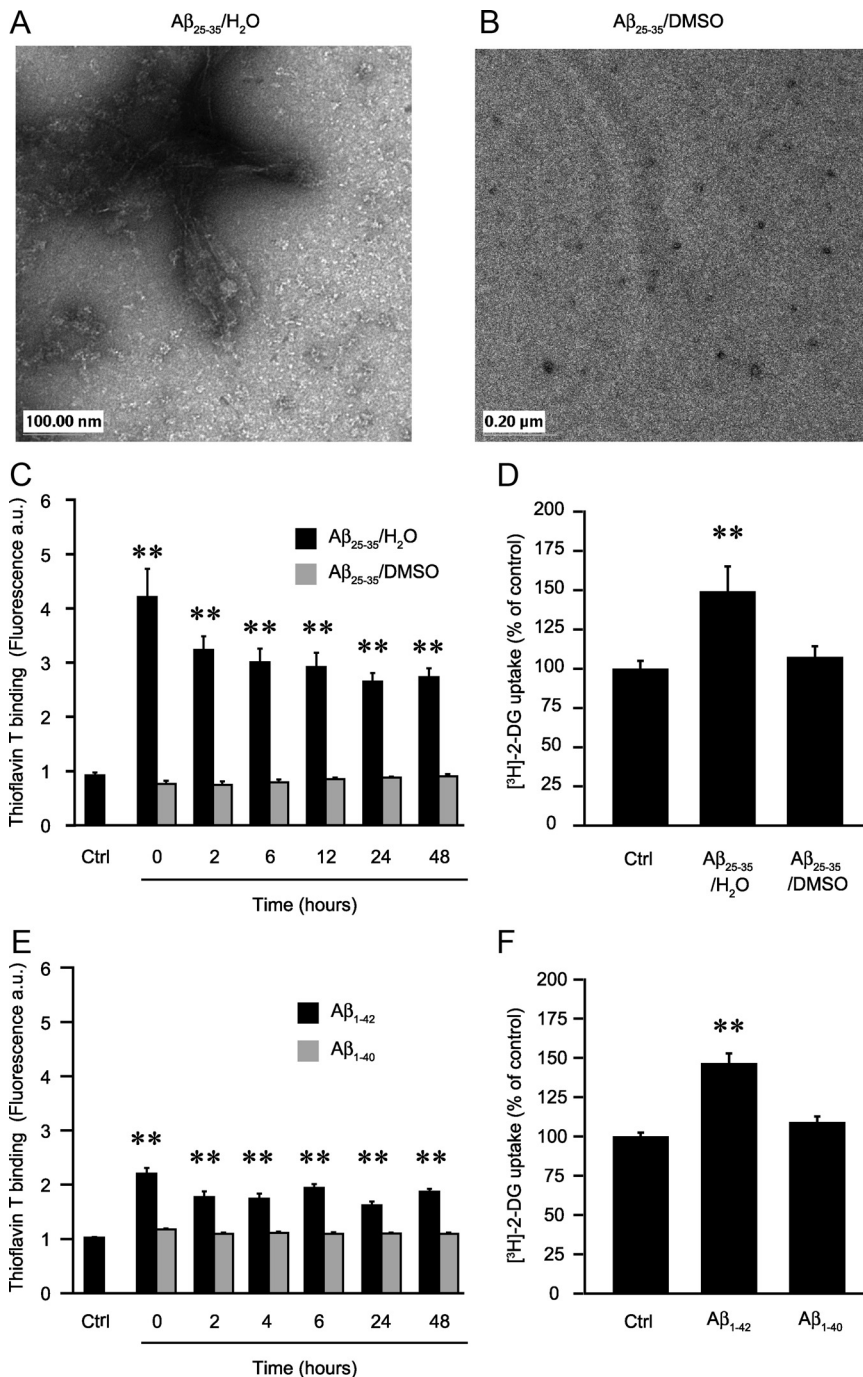 A
Aβ₂₅₋₃₅/H₂O
B
Aβ₂₅₋₃₅/DMSO
100.00 nm
0.20 µm
C
Thioflavin T binding (Fluorescence a.u.)
6
5
4
3
2
1
0
**
**
**
**
**
**
Aβ₂₅₋₃₅/H₂O
Aβ₂₅₋₃₅/DMSO
Ctrl 0 2 6 12 24 48
Time (hours)
D
[³H]-2-DG uptake (% of control)
200
175
150
125
100
75
50
25
0
**
Ctrl
Aβ₂₅₋₃₅
/H₂O
Aβ₂₅₋₃₅
/DMSO
E
Thioflavin T binding (Fluorescence a.u.)
6
5
4
3
2
1
0
**
**
**
**
**
**
Aβ₁₋₄₂
Aβ₁₋₄₀
Ctrl 0 2 4 6 24 48
Time (hours)
F
[³H]-2-DG uptake (% of control)
200
175
150
125
100
75
50
25
0
**
Ctrl Aβ₁₋₄₂ Aβ₁₋₄₀